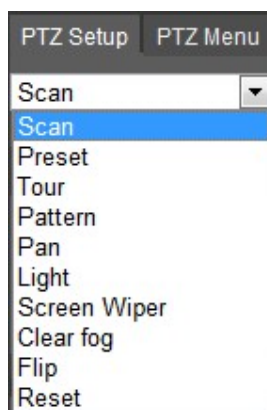 PTZ Setup PTZ Menu
Scan
Scan
Preset
Tour
Pattern
Pan
Light
Screen Wiper
Clear fog
Flip
Reset